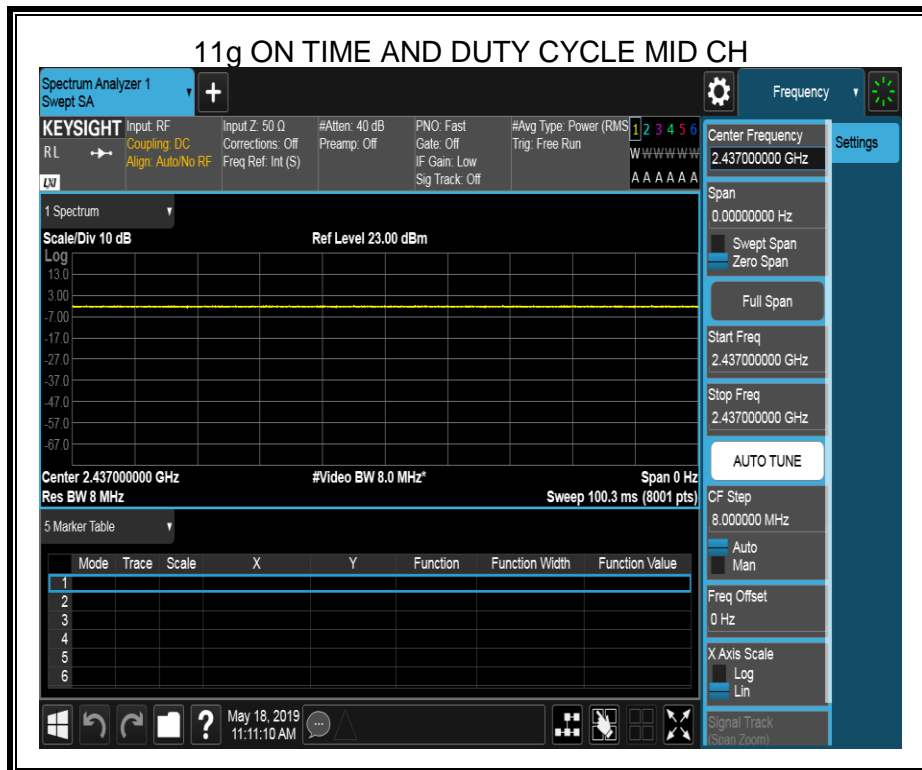 11g ON TIME AND DUTY CYCLE MID CH
Spectrum Analyzer 1
Swept SA
Frequency
KEYSIGHT
RL
LXI
Input: RF
Coupling: DC
Align: Auto/No RF
Input Z: 50 Ω
Corrections: Off
Freq Ref: Int (S)
#Atten: 40 dB
Preamp: Off
PNO: Fast
Gate: Off
IF Gain: Low
Sig Track: Off
#Avg Type: Power (RMS
Trig: Free Run
1 2 3 4 5 6
W W W W W W
A A A A A A
Center Frequency
2.437000000 GHz
Settings
Span
0.00000000 Hz
Swept Span
Zero Span
Full Span
Start Freq
2.437000000 GHz
Stop Freq
2.437000000 GHz
AUTO TUNE
CF Step
8.000000 MHz
Auto
Man
Freq Offset
0 Hz
X Axis Scale
Log
Lin
Signal Track
(Span Zoom)
1 Spectrum
Scale/Div 10 dB
Ref Level 23.00 dBm
Log
13.0
3.00
-7.00
-17.0
-27.0
-37.0
-47.0
-57.0
-67.0
Center 2.437000000 GHz
#Video BW 8.0 MHz*
Span 0 Hz
Res BW 8 MHz
Sweep 100.3 ms (8001 pts)
5 Marker Table
Mode Trace Scale X Y Function Function Width Function Value
1
2
3
4
5
6
?
May 18, 2019
11:11:10 AM